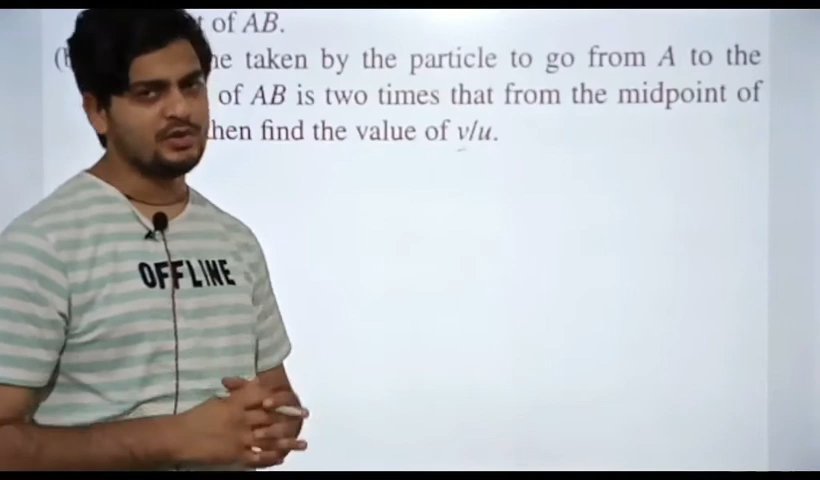 of AB.
taken by the particle to go from A to the
of AB is two times that from the midpoint of
then find the value of v/u.
OFFLINE